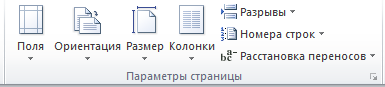 Поля
Ориентация
Размер
Колонки
Разрывы
Номера строк
Расстановка переносов
Параметры страницы